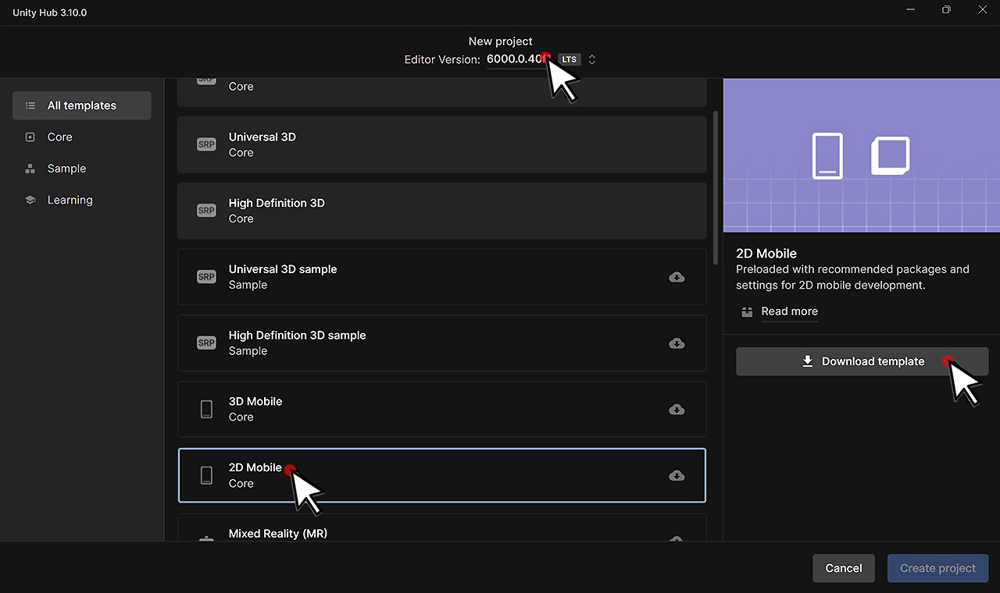 Unity Hub 3.10.0
New project
Editor Version: 6000.0.40f1 LTS
All templates
Core
Sample
Learning
SRP
Core
SRP
Universal 3D
Core
SRP
High Definition 3D
Core
SRP
Universal 3D sample
Sample
SRP
High Definition 3D sample
Sample
3D Mobile
Core
2D Mobile
Core
Mixed Reality (MR)
2D Mobile
Preloaded with recommended packages and
settings for 2D mobile development.
Read more
Download template
Cancel
Create project